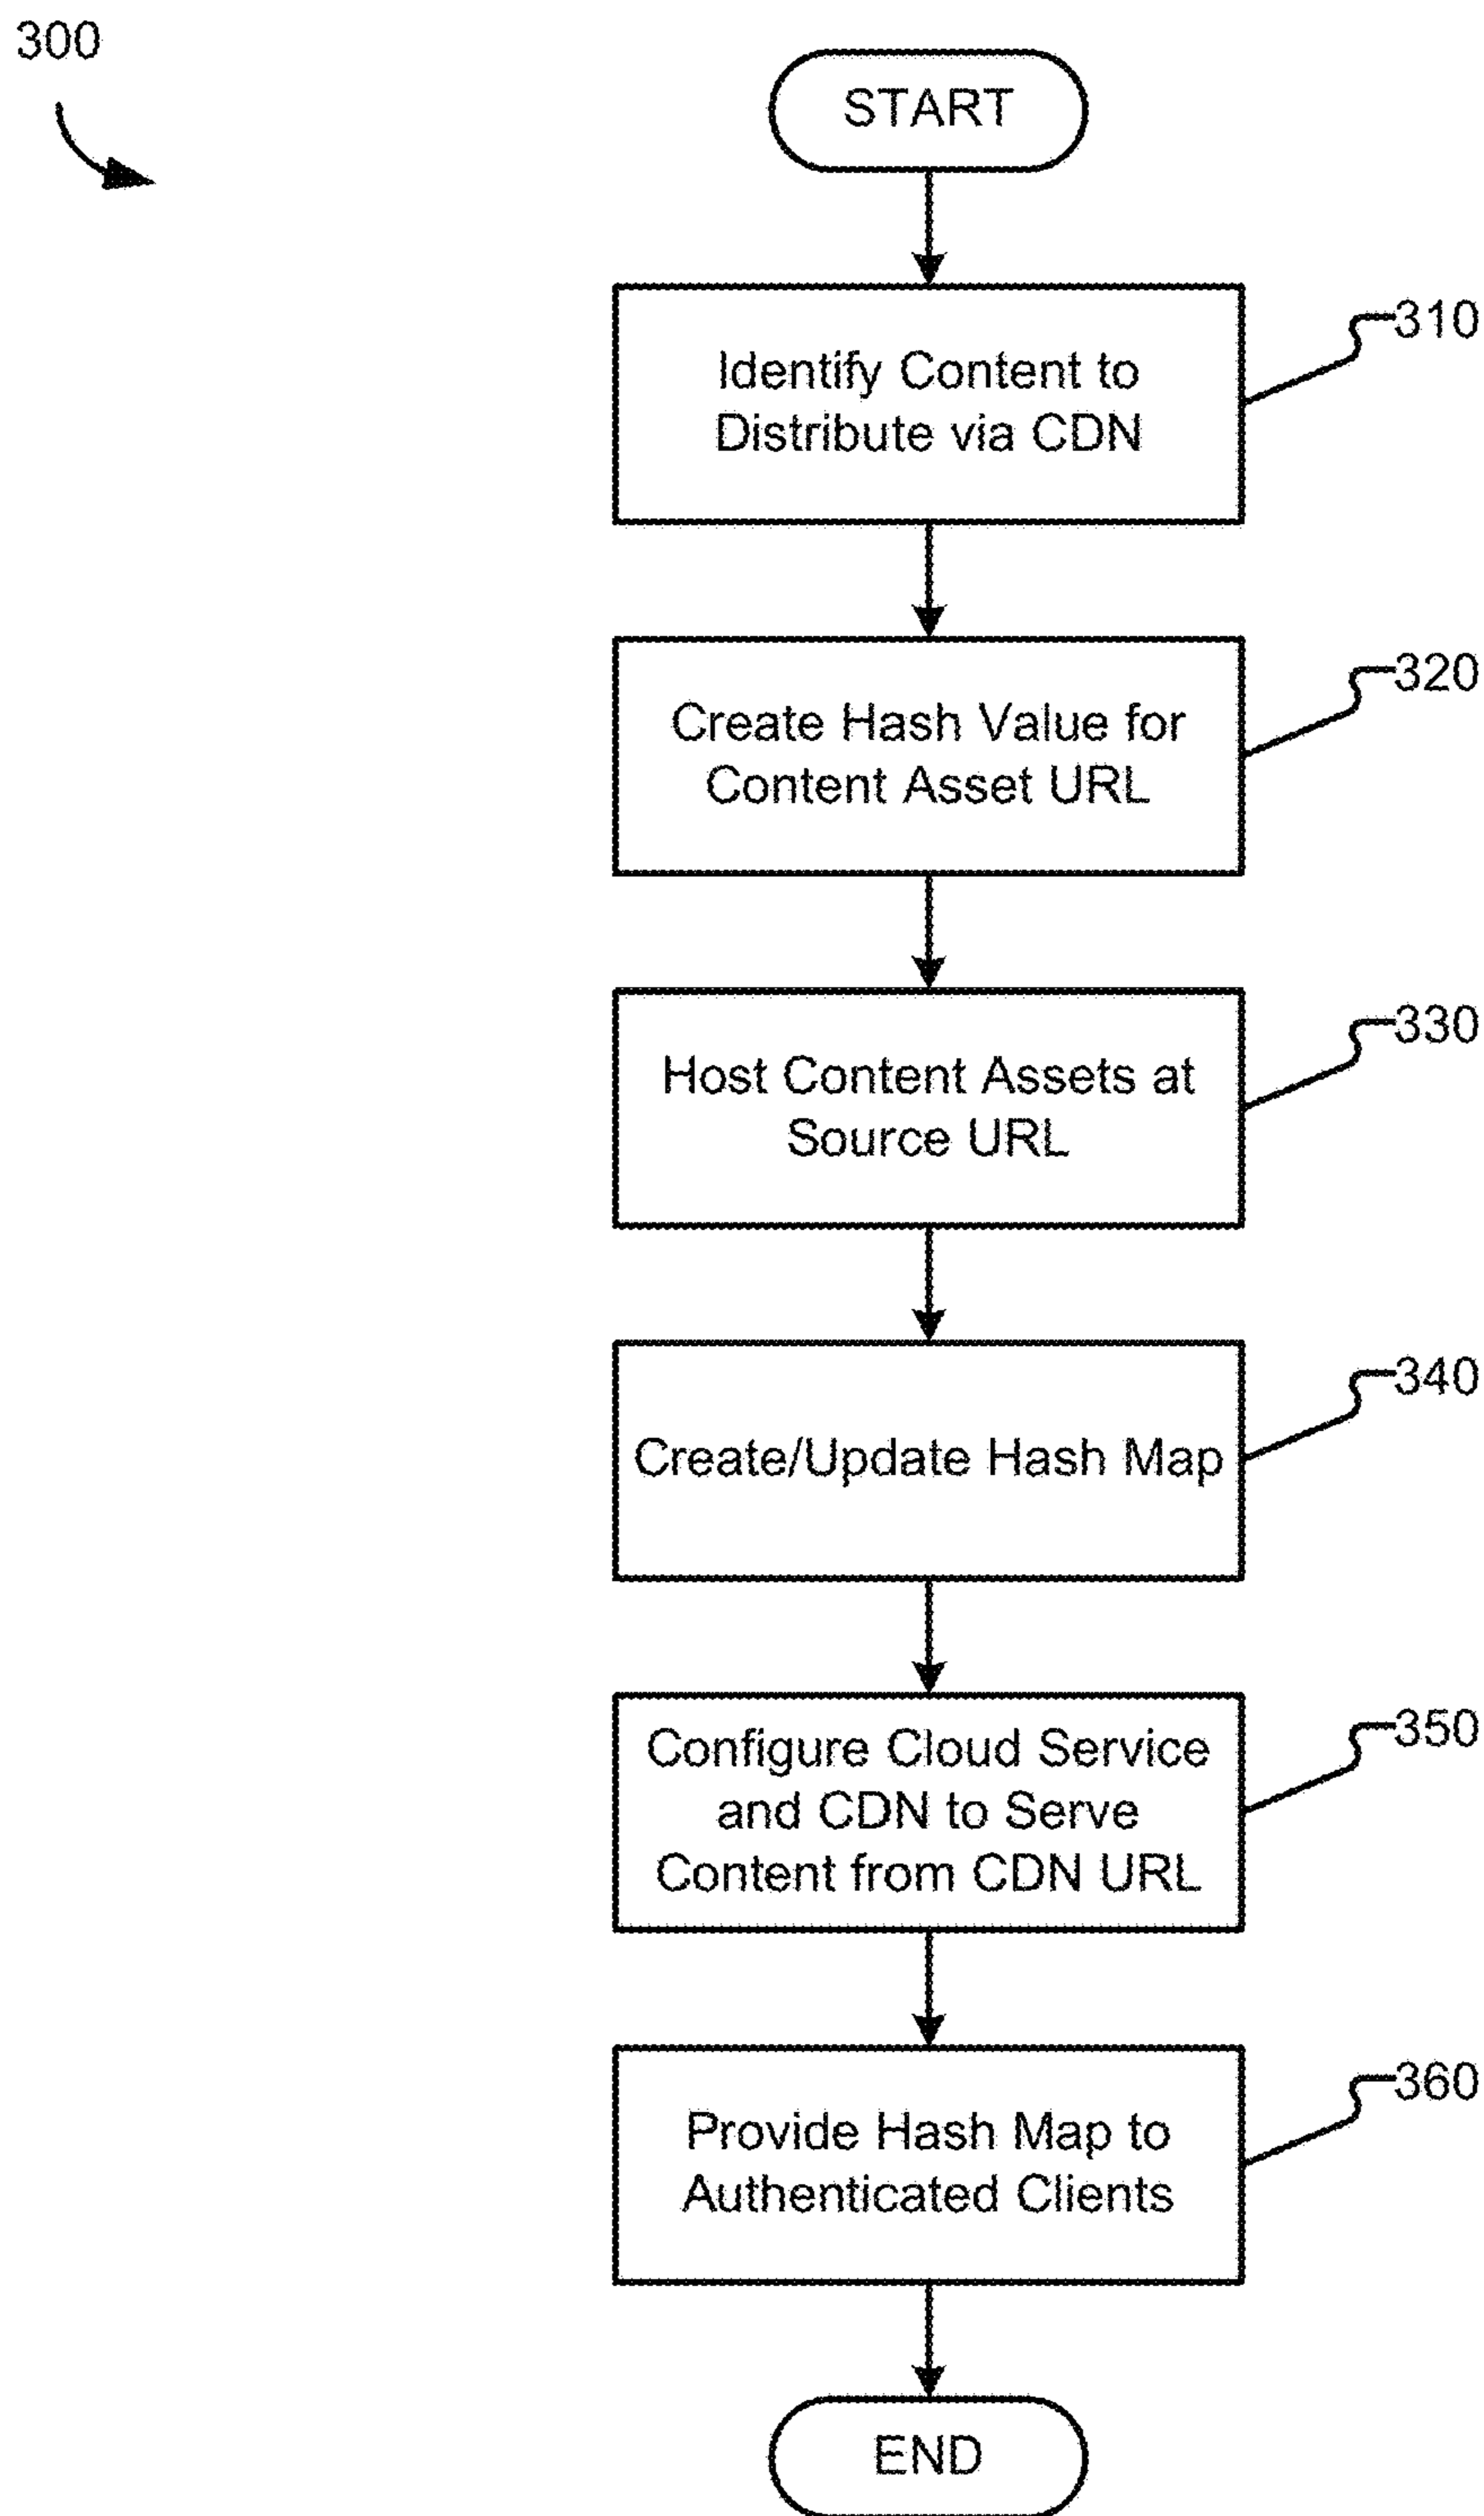 300
START
310
Identify Content to
Distribute via CDN
320
Create Hash Value for
Content Asset URL
330
Host Content Assets at
Source URL
340
Create/Update Hash Map
350
Configure Cloud Service
and CDN to Serve
Content from CDN URL
360
Provide Hash Map to
Authenticated Clients
END